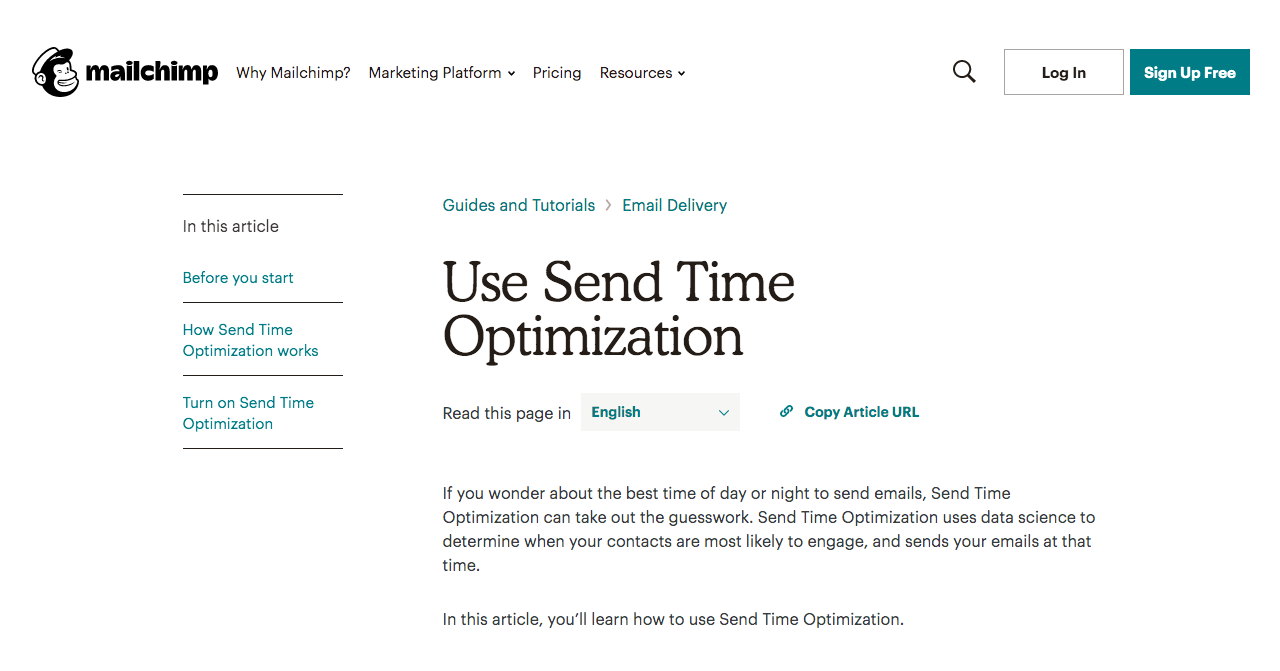 mailchimp Why Mailchimp? Marketing Platform Pricing Resources Log In Sign Up Free
In this article
Before you start
How Send Time
Optimization works
Turn on Send Time
Optimization
Guides and Tutorials > Email Delivery
Use Send Time
Optimization
Read this page in English Copy Article URL
If you wonder about the best time of day or night to send emails, Send Time
Optimization can take out the guesswork. Send Time Optimization uses data science to
determine when your contacts are most likely to engage, and sends your emails at that
time.
In this article, you’ll learn how to use Send Time Optimization.